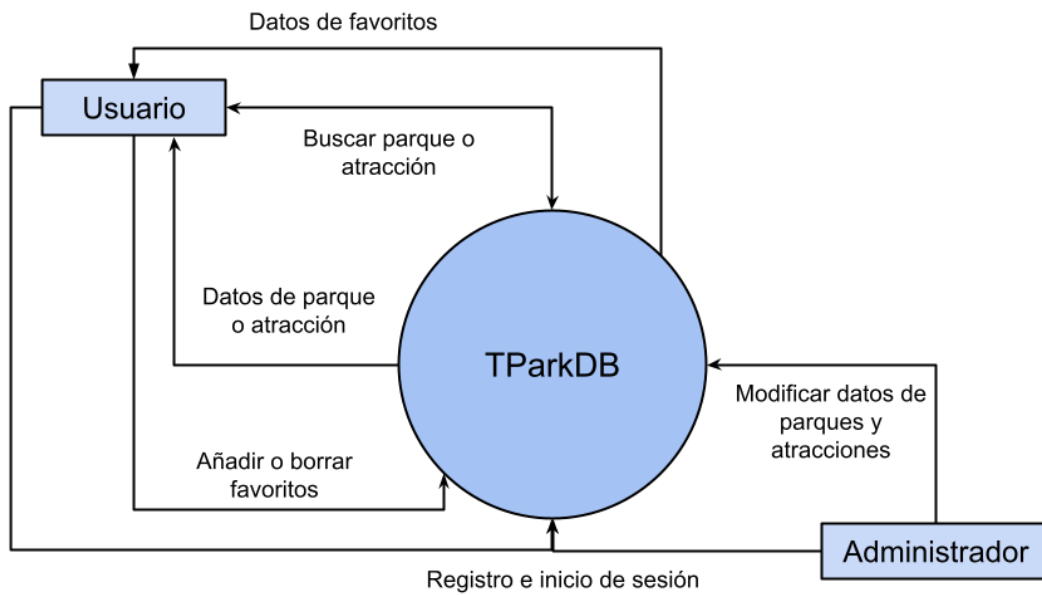 Datos de favoritos
Usuario
Buscar parque o
atracción
Datos de parque
o atracción
TParkDB
Modificar datos de
parques y
atracciones
Añadir o borrar
favoritos
Administrador
Registro e inicio de sesión